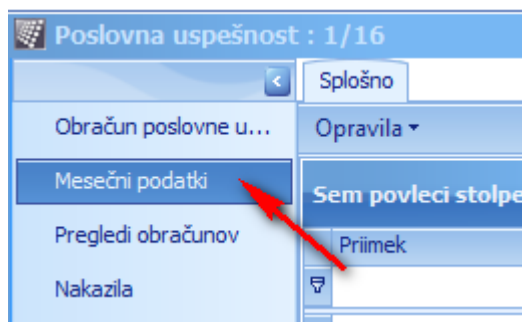 Poslovna uspešnost : 1/16
Splošno
Obračun poslovne u...
Opravila
Mesečni podatki
Sem povleci stolpe
Pregledi obračunov
Priimek
Nakazila